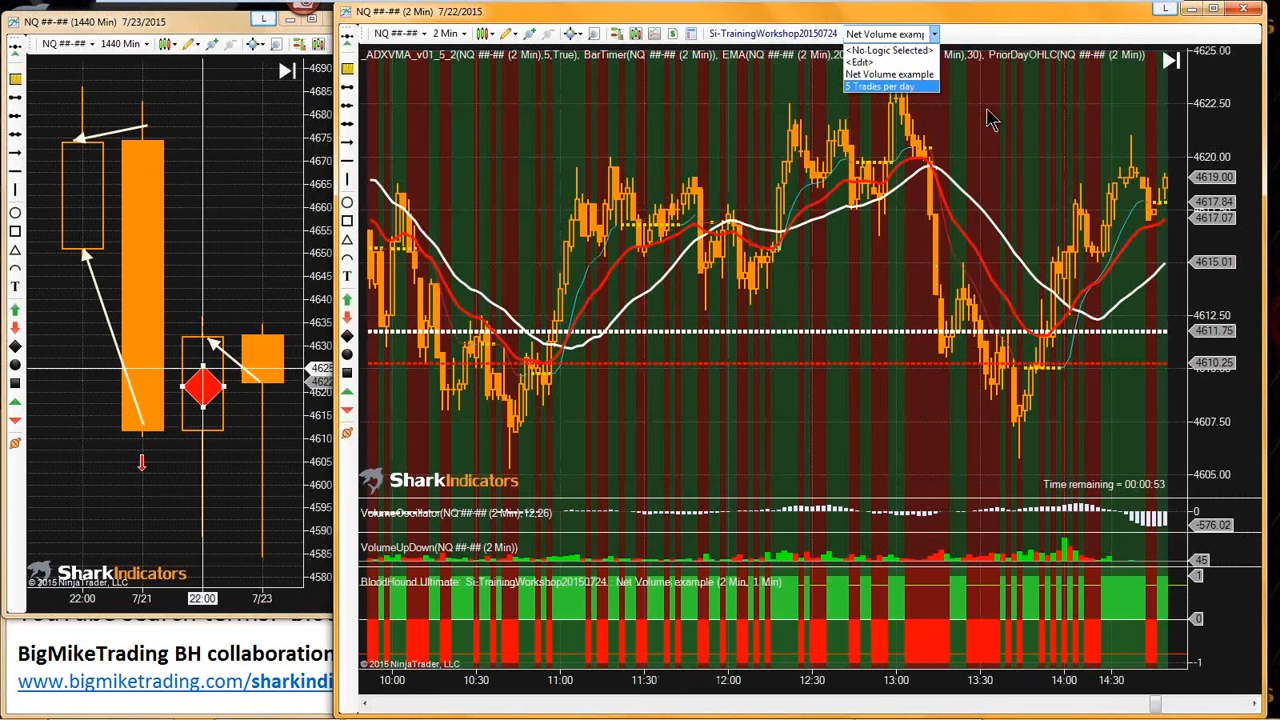 NQ ##-## (1440 Min) 7/23/2015
L
NQ ##-## 1440 Min
4690
4675
4670
4665
4660
4655
4650
4645
4640
4635
4630
4625
4620
4615
4610
4605
4600
4595
4590
4585
4580
SharkIndicators
© 2015 NinjaTrader, LLC
22:00 7/21 22:00 7/23
BigMikeTrading BH collaboration
www.bigmiketrading.com/sharkindi
NQ ##-## (2 Min) 7/22/2015
L
NQ ##-## 2 Min
Si-TrainingWorkshop20150724
Net Volume examp
<No Logic Selected>
<Edit>
Net Volume example
5 Trades per day
_ADXVMA_v01_5_2(NQ ##-## (2 Min),5,True), BarTimer(NQ ##-## (2 Min)), EMA(NQ ##-## (2 Min),20
Min),30), PriorDayOHLC(NQ ##-## (2 Min))
4625.00
4622.50
4620.00
4619.00
4617.84
4617.07
4615.01
4612.50
4611.75
4610.25
4607.50
4605.00
SharkIndicators
Time remaining = 00:00:53
VolumeOscillator(NQ ##-## (2 Min),12,26)
0
-576.02
VolumeUpDown(NQ ##-## (2 Min))
45
BloodHound Ultimate: Si-TrainingWorkshop20150724, Net Volume example (2 Min, 1 Min)
1
0
-1
© 2015 NinjaTrader, LLC
10:00 10:30 11:00 11:30 12:00 12:30 13:00 13:30 14:00 14:30